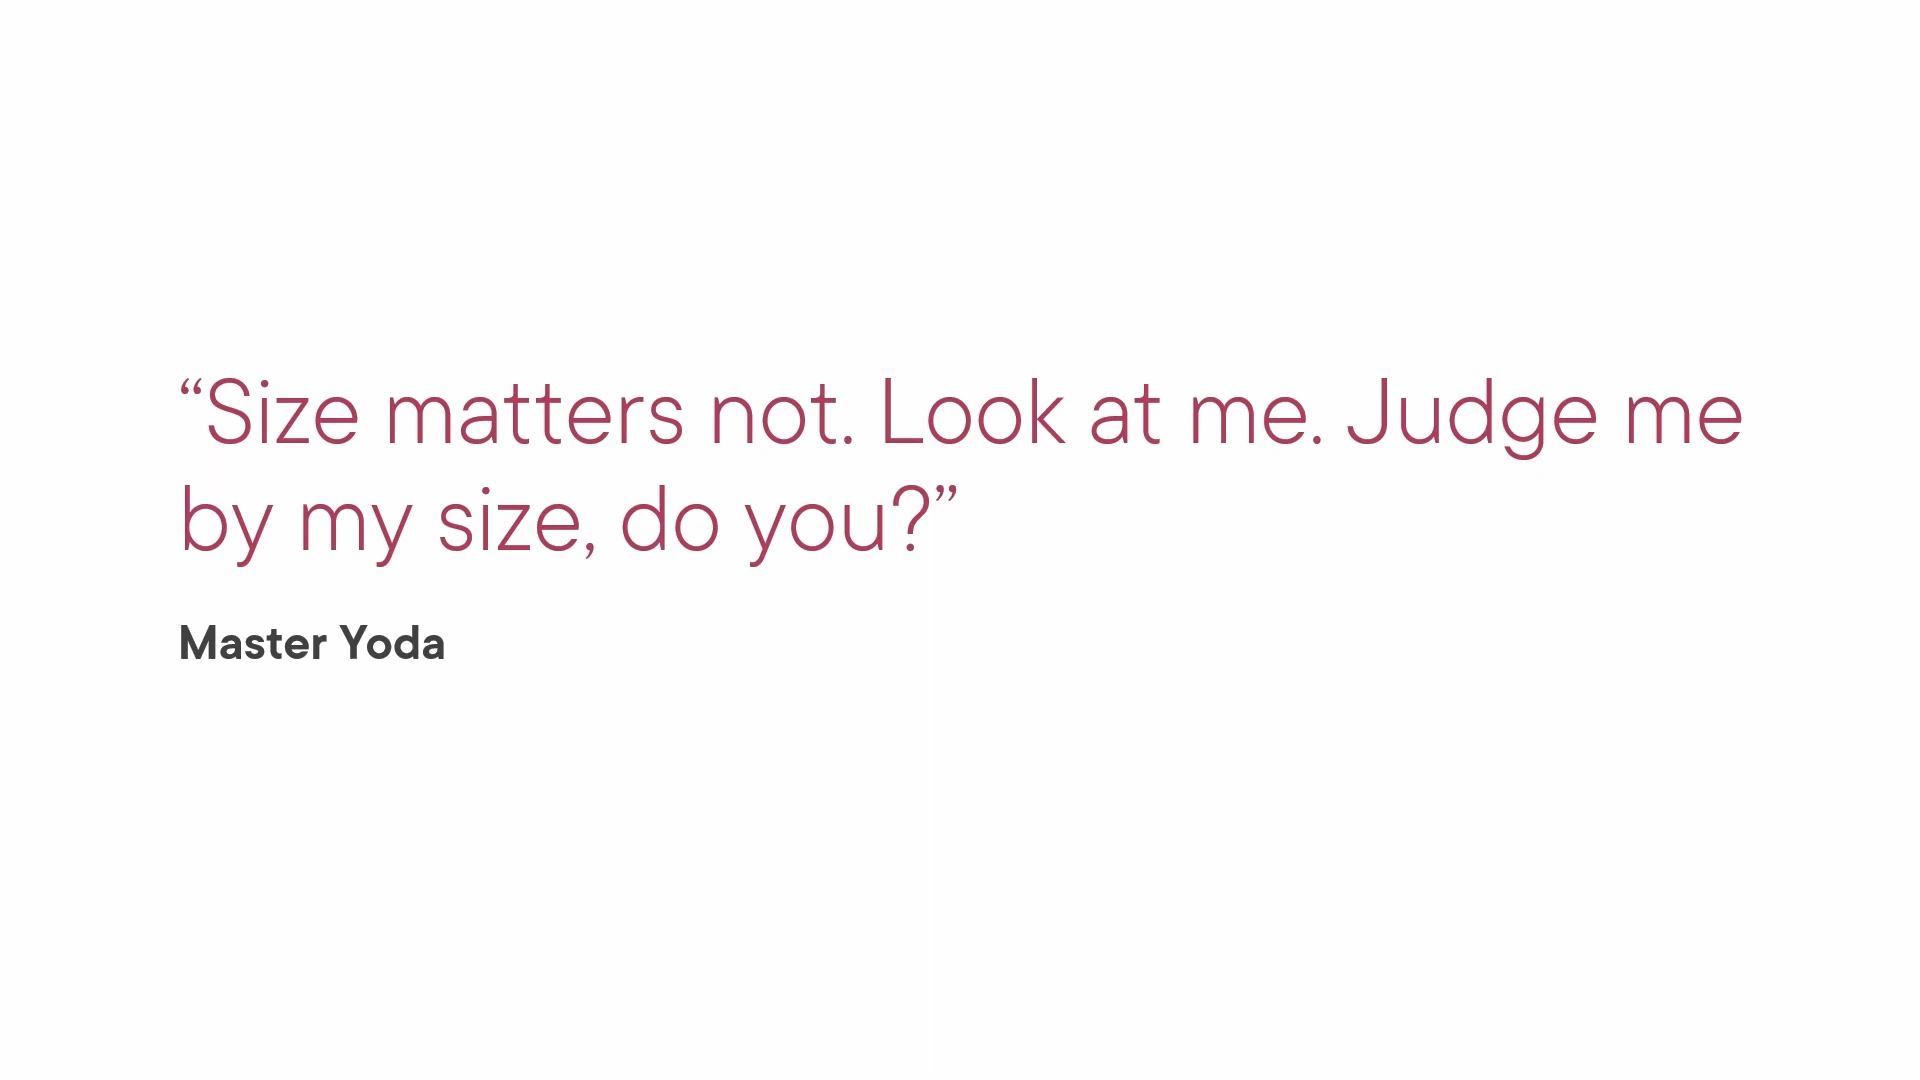 “Size matters not. Look at me. Judge me
by my size, do you?”
Master Yoda